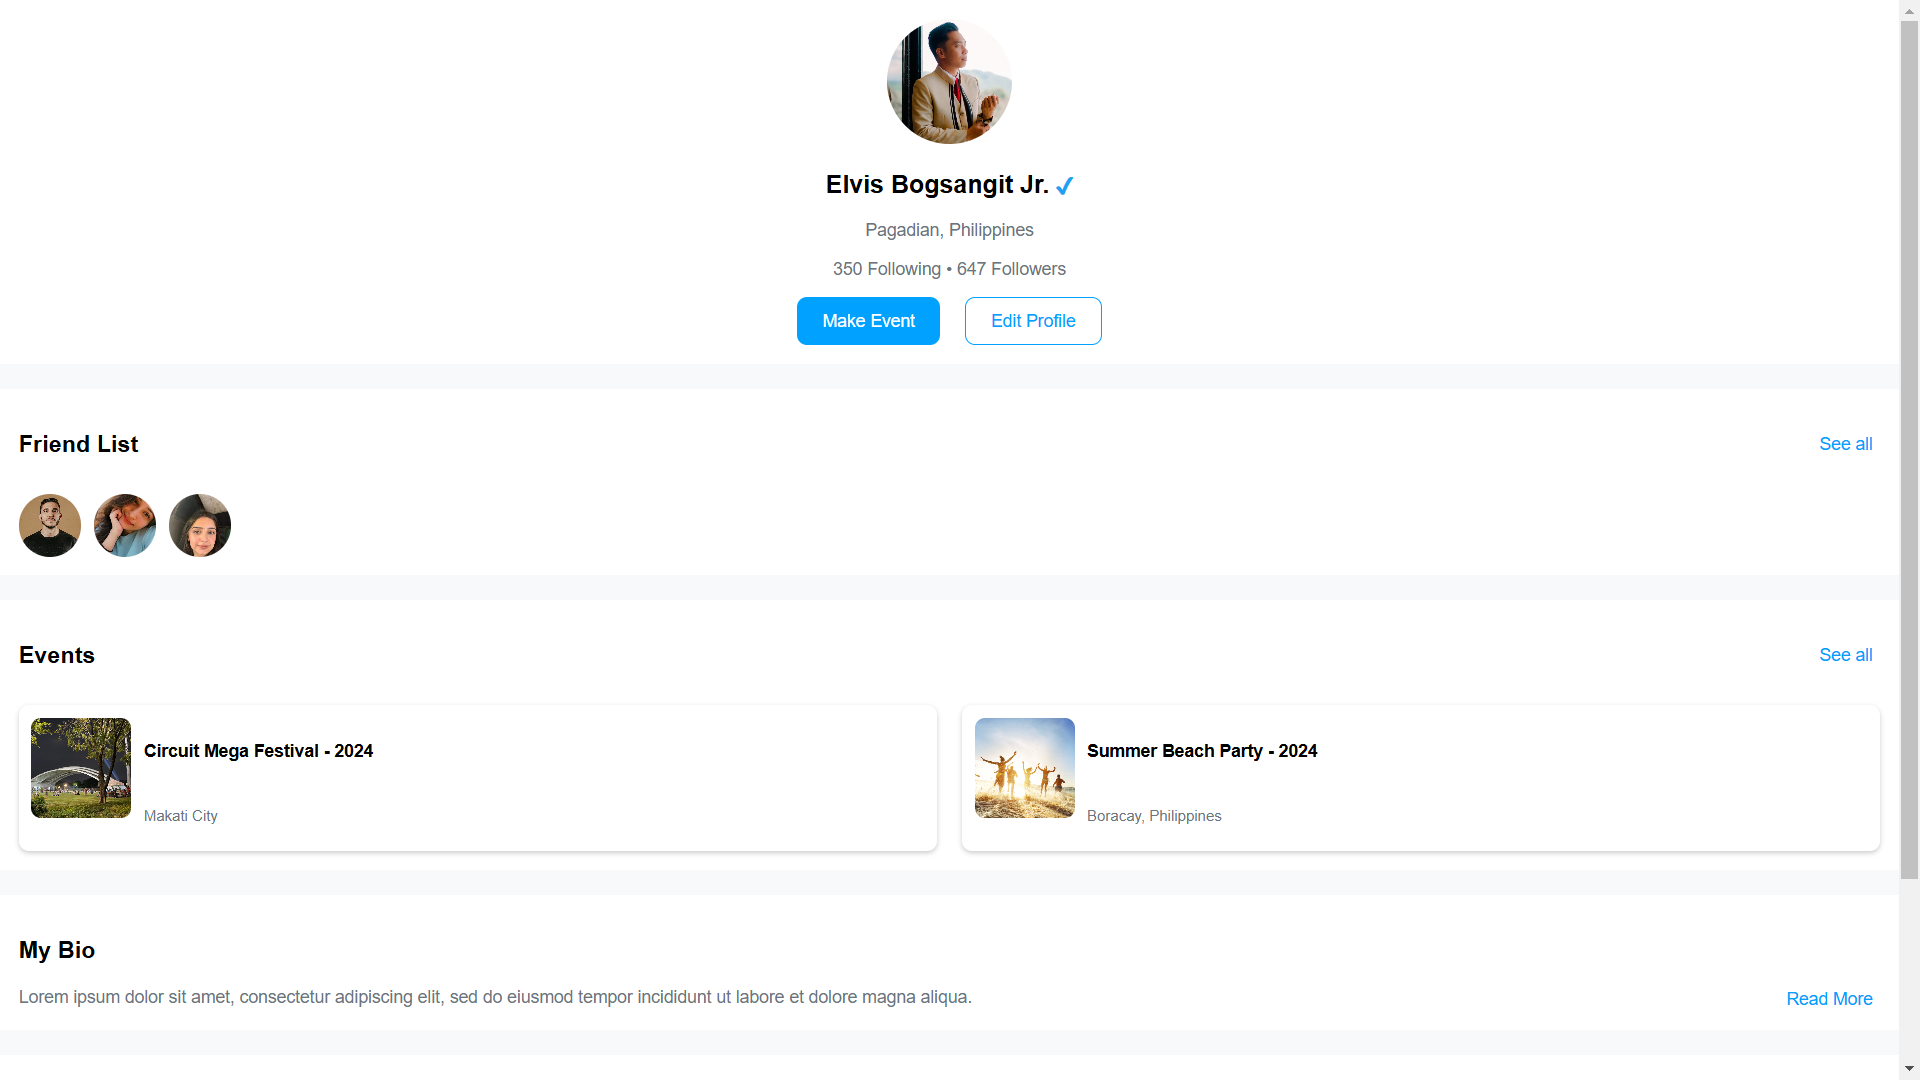 Elvis Bogsangit Jr. ✓
Pagadian, Philippines
350 Following • 647 Followers
Make Event
Edit Profile
Friend List
See all
Events
See all
Circuit Mega Festival - 2024
Makati City
Summer Beach Party - 2024
Boracay, Philippines
My Bio
Lorem ipsum dolor sit amet, consectetur adipiscing elit, sed do eiusmod tempor incididunt ut labore et dolore magna aliqua.
Read More